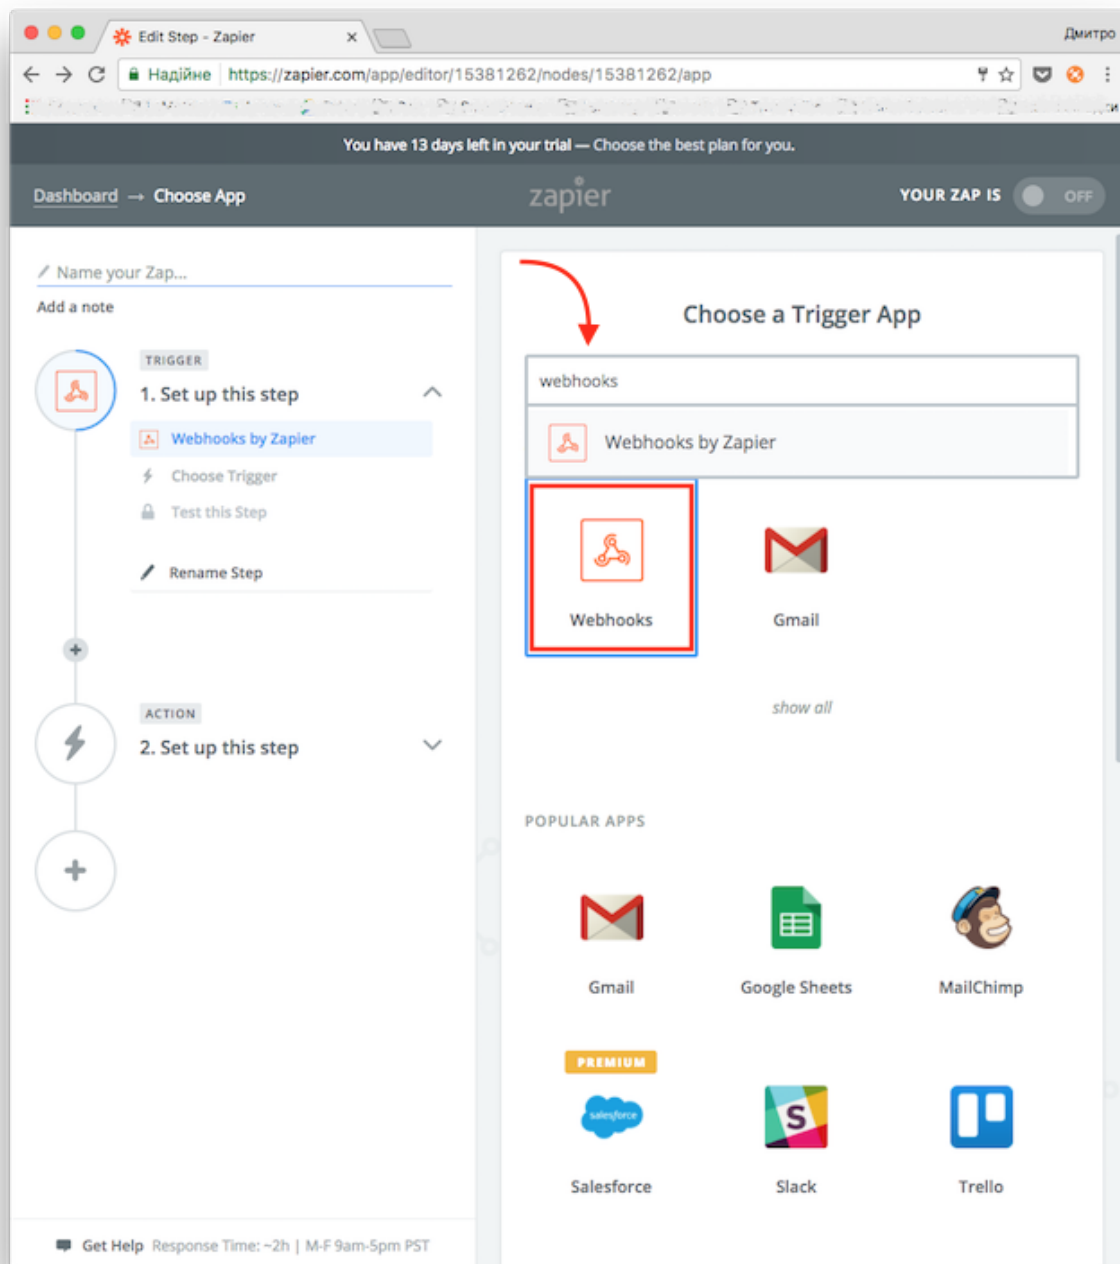 Edit Step - Zapier
Дмитро
Надійне
https://zapier.com/app/editor/15381262/nodes/15381262/app
You have 13 days left in your trial — Choose the best plan for you.
Dashboard → Choose App
zapier
YOUR ZAP IS
OFF
Name your Zap...
Add a note
TRIGGER
1. Set up this step
Webhooks by Zapier
Choose Trigger
Test this Step
Rename Step
ACTION
2. Set up this step
Get Help Response Time: ~2h | M-F 9am-5pm PST
Choose a Trigger App
webhooks
Webhooks by Zapier
Webhooks
Gmail
show all
POPULAR APPS
Gmail
Google Sheets
MailChimp
PREMIUM
salesforce
Salesforce
Slack
Trello